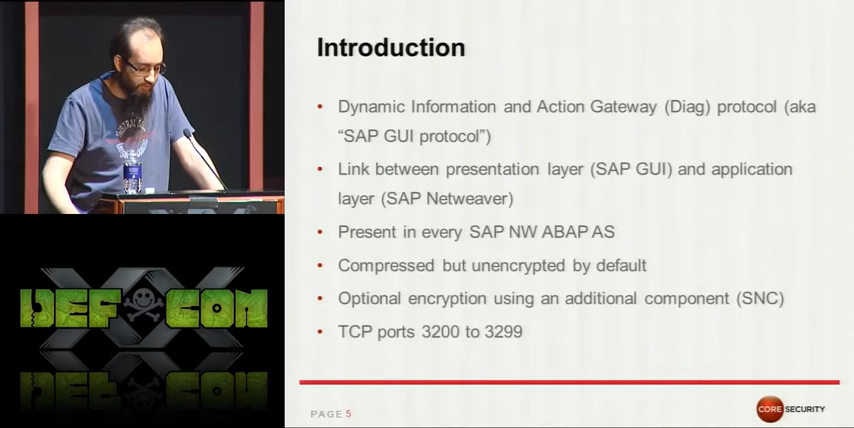 Introduction
• Dynamic Information and Action Gateway (Diag) protocol (aka
“SAP GUI protocol”)
• Link between presentation layer (SAP GUI) and application
layer (SAP Netweaver)
• Present in every SAP NW ABAP AS
• Compressed but unencrypted by default
• Optional encryption using an additional component (SNC)
• TCP ports 3200 to 3299
DEF CON
XX
PAGE 5
CORE SECURITY